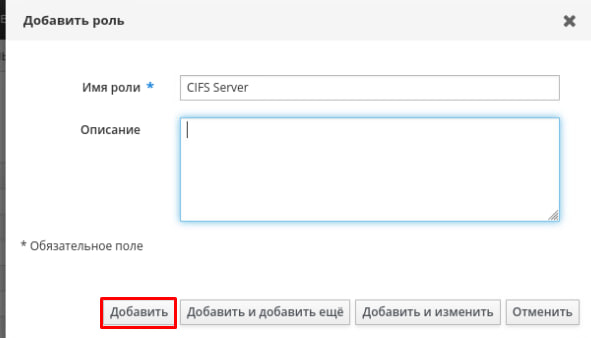 Добавить роль
Имя роли *
CIFS Server
Описание
* Обязательное поле
Добавить Добавить и добавить ещё Добавить и изменить Отменить